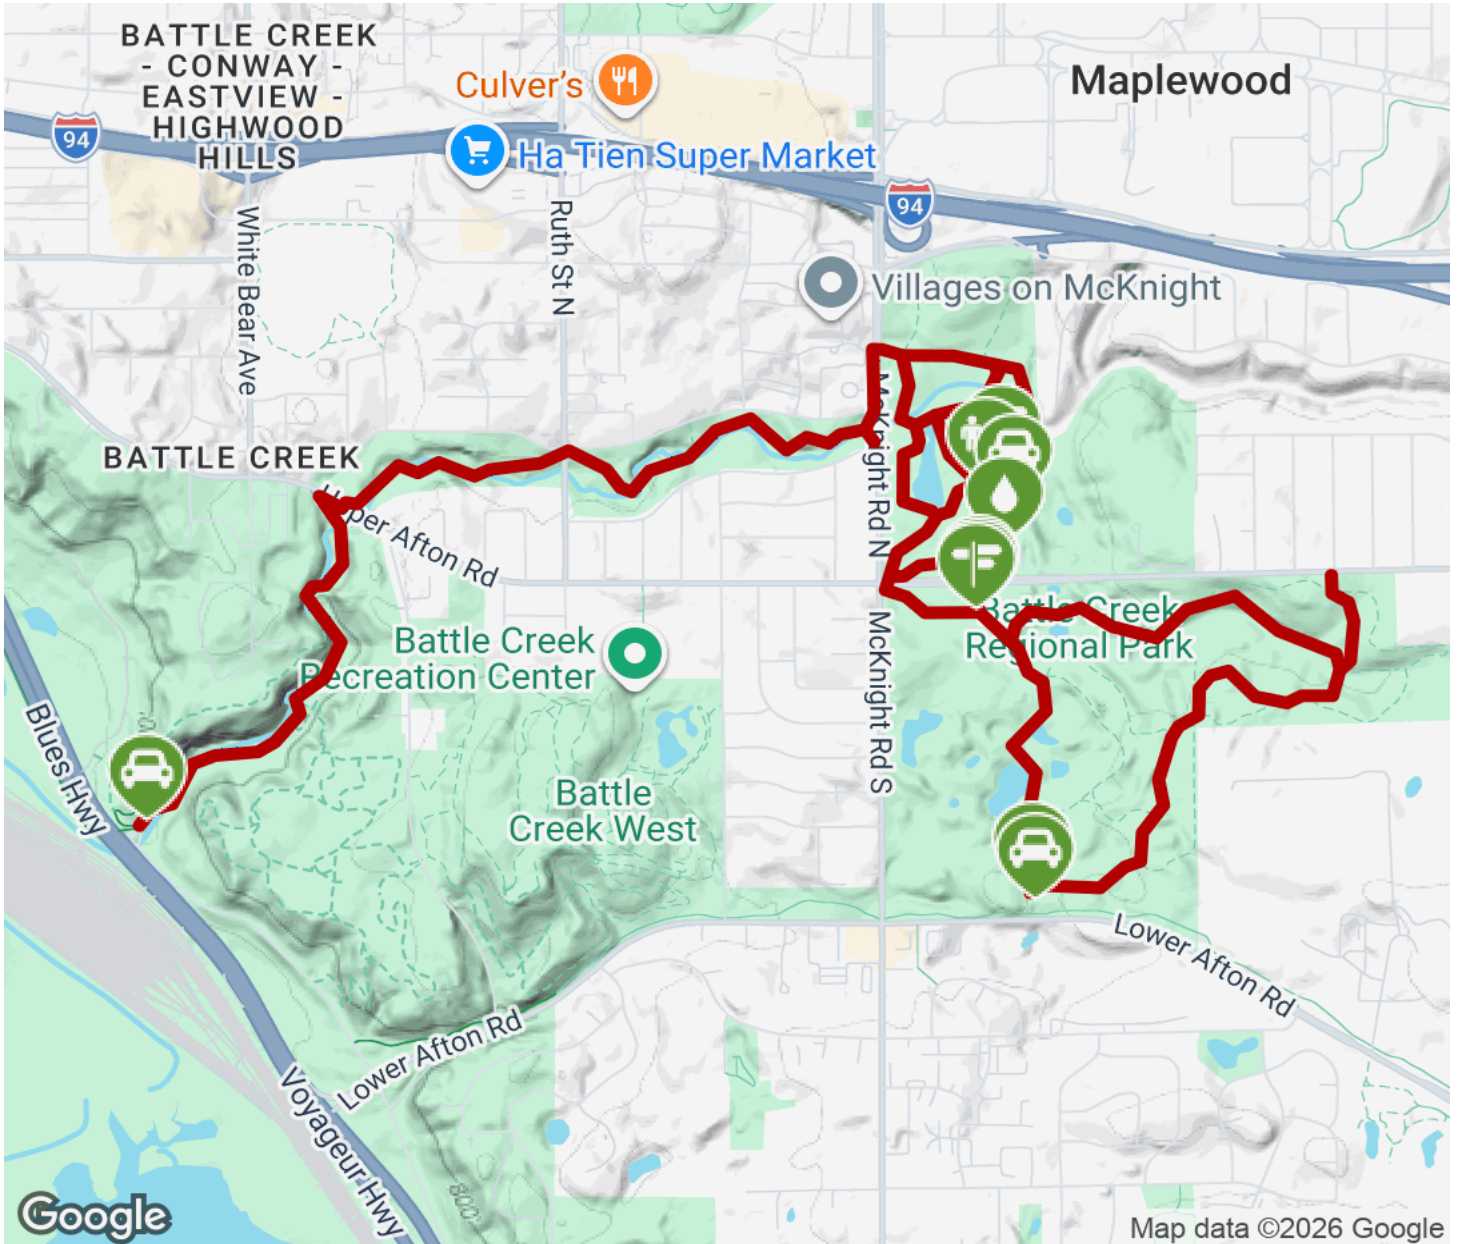 BATTLE CREEK
- CONWAY -
EASTVIEW -
HIGHWOOD
HILLS
94
Culver's
Ha Tien Super Market
Maplewood
94
White Bear Ave
Ruth St N
Villages on McKnight
McKnight Rd N
BATTLE CREEK
Upper Afton Rd
Battle Creek
Recreation Center
Battle Creek
Regional Park
McKnight Rd S
Blues Hwy
Battle
Creek West
Lower Afton Rd
Lower Afton Rd
Voyageur Hwy
800
Google
Map data ©2026 Google